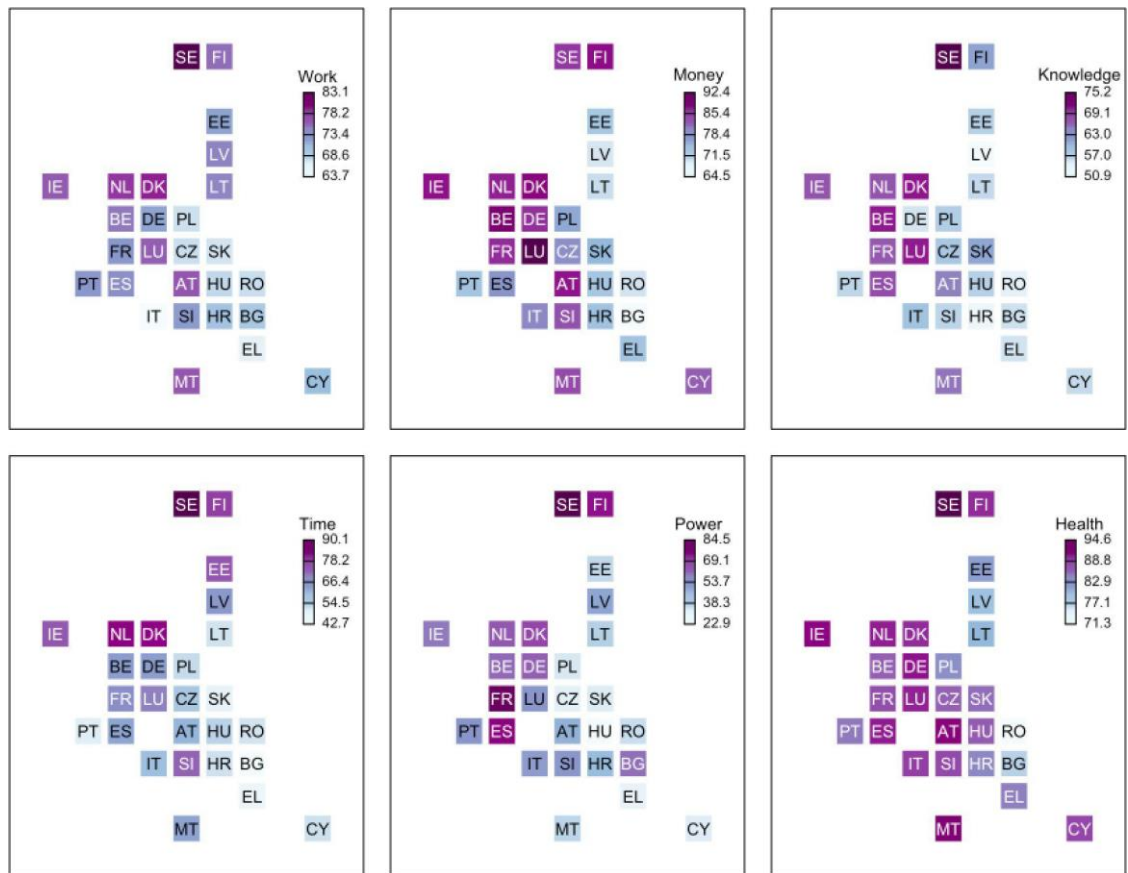 SE FI
Work
83.1
78.2
73.4
68.6
63.7
EE
LV
IE NL DK LT
BE DE PL
FR LU CZ SK
PT ES AT HU RO
IT SI HR BG
EL
MT CY
SE FI
Money
92.4
85.4
78.4
71.5
64.5
EE
LV
IE NL DK LT
BE DE PL
FR LU CZ SK
PT ES AT HU RO
IT SI HR BG
EL
MT CY
SE FI
Knowledge
75.2
69.1
63.0
57.0
50.9
EE
LV
IE NL DK LT
BE DE PL
FR LU CZ SK
PT ES AT HU RO
IT SI HR BG
EL
MT CY
SE FI
Time
90.1
78.2
66.4
54.5
42.7
EE
LV
IE NL DK LT
BE DE PL
FR LU CZ SK
PT ES AT HU RO
IT SI HR BG
EL
MT CY
SE FI
Power
84.5
69.1
53.7
38.3
22.9
EE
LV
IE NL DK LT
BE DE PL
FR LU CZ SK
PT ES AT HU RO
IT SI HR BG
EL
MT CY
SE FI
Health
94.6
88.8
82.9
77.1
71.3
EE
LV
IE NL DK LT
BE DE PL
FR LU CZ SK
PT ES AT HU RO
IT SI HR BG
EL
MT CY